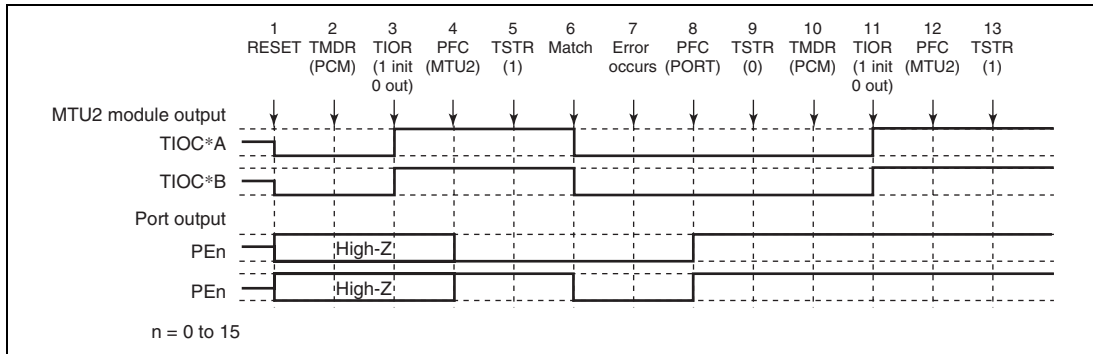 1 2 3 4 5 6 7 8 9 10 11 12 13
RESET TMDR TIOR PFC TSTR Match Error PFC TSTR TMDR TIOR PFC TSTR
(PCM) (1 init (MTU2) (1) occurs (PORT) (0) (PCM) (1 init (MTU2) (1)
0 out) 0 out)
MTU2 module output
TIOC*A
TIOC*B
Port output
PEn High-Z
PEn High-Z
n = 0 to 15